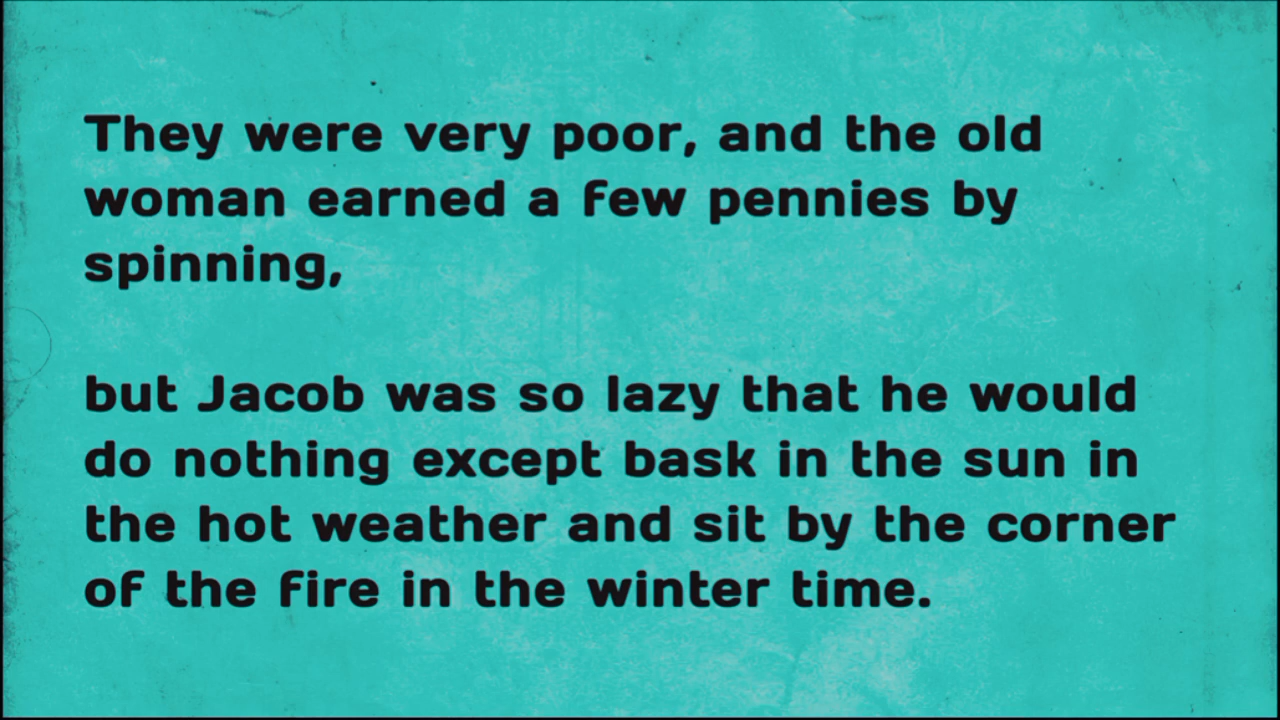 They were very poor, and the old
woman earned a few pennies by
spinning,
but Jacob was so lazy that he would
do nothing except bask in the sun in
the hot weather and sit by the corner
of the fire in the winter time.